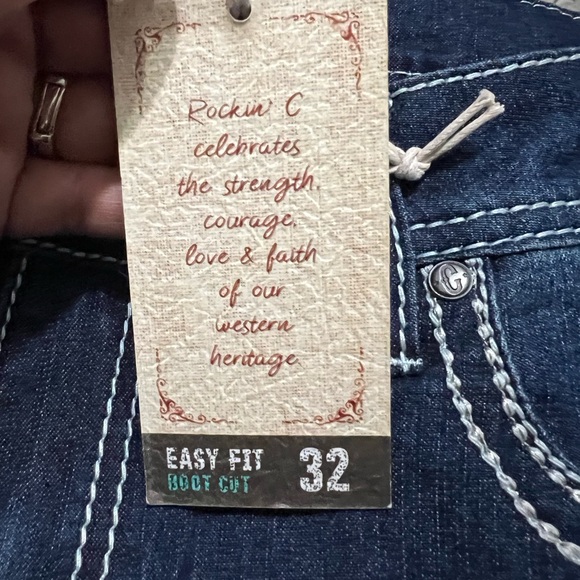 Rockin' C
celebrates
the strength,
courage,
love & faith
of our
western
heritage.
EASY FIT
BOOT CUT
32
C